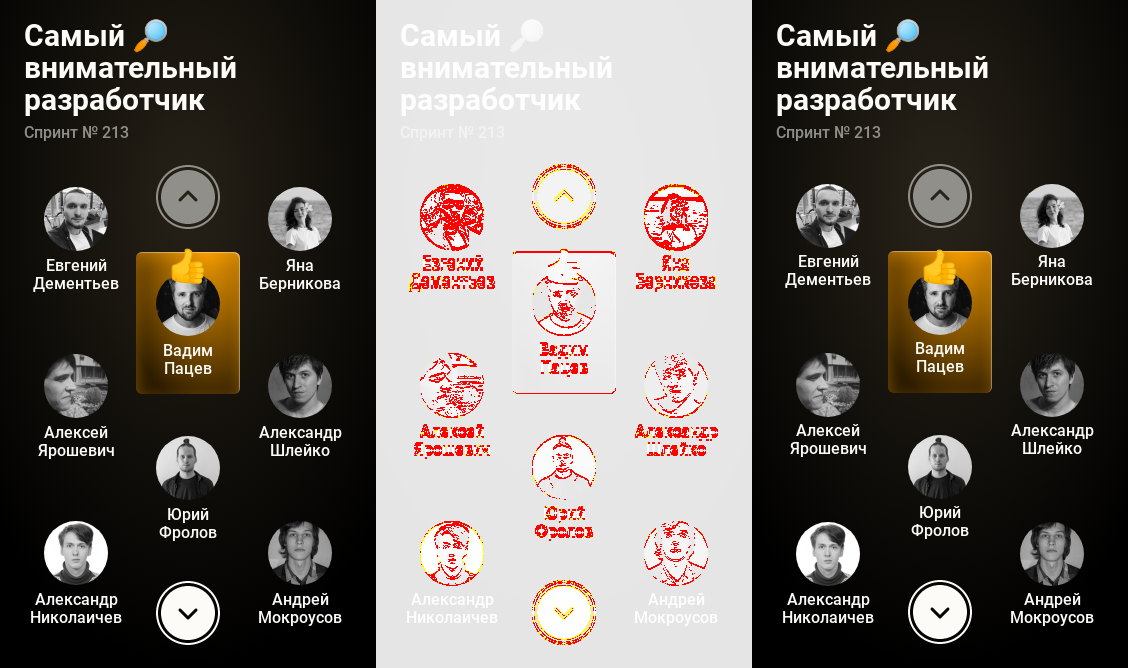 Самый 🔎
внимательный
разработчик
Спринт № 213
Евгений
Дементьев
Яна
Берникова
Вадим
Пацев
Алексей
Ярошевич
Александр
Шлейко
Юрий
Фролов
Александр
Николаичев
Андрей
Мокроусов
Самый 🔎
внимательный
разработчик
Спринт № 213
Евгений
Дементьев
Яна
Берникова
Вадим
Пацев
Алексей
Ярошевич
Александр
Шлейко
Юрий
Фролов
Александр
Николаичев
Андрей
Мокроусов
Самый 🔎
внимательный
разработчик
Спринт № 213
Евгений
Дементьев
Яна
Берникова
Вадим
Пацев
Алексей
Ярошевич
Александр
Шлейко
Юрий
Фролов
Александр
Николаичев
Андрей
Мокроусов